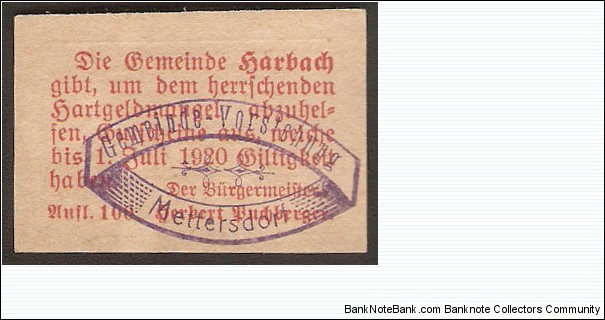 Die Gemeinde Harbach
gibt, um dem herrschenden
Hartgeldmangel abzuhel-
fen, Gutscheine aus, welche
bis 1. Juli 1920 Giltigkeit
haben.
Der Bürgermeister:
Aufl. 100 Herbert Puchberger
Gemeinde-Vorstehung
Mettersdorf
BankNoteBank.com - Banknote Collectors Community